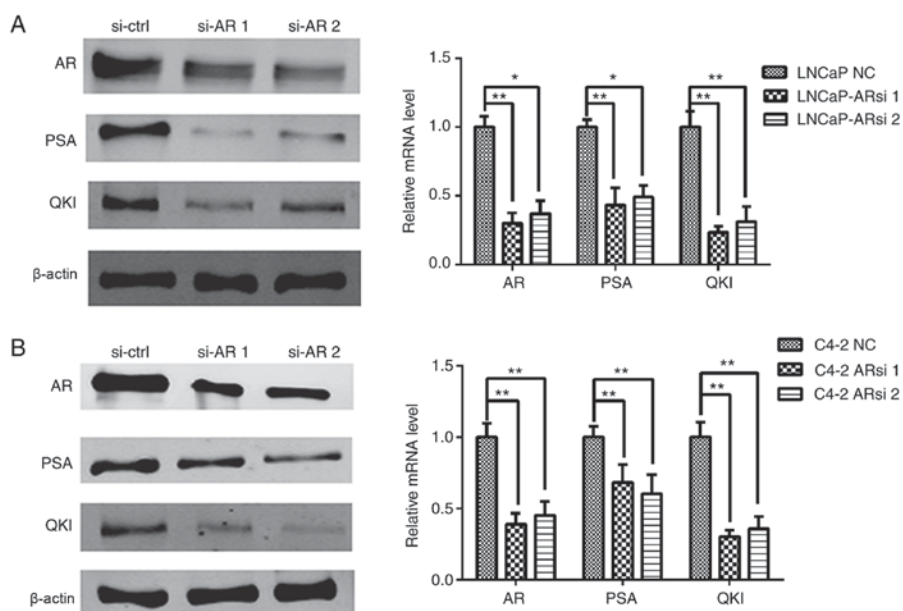 A
si-ctrl si-AR 1 si-AR 2
AR
PSA
QKI
β-actin
Relative mRNA level
1.5
1.0
0.5
0.0
* * **
** ** **
AR PSA QKI
LNCaP NC
LNCaP-ARsi 1
LNCaP-ARsi 2
B
si-ctrl si-AR 1 si-AR 2
AR
PSA
QKI
β-actin
Relative mRNA level
1.5
1.0
0.5
0.0
** ** **
** ** **
AR PSA QKI
C4-2 NC
C4-2 ARsi 1
C4-2 ARsi 2